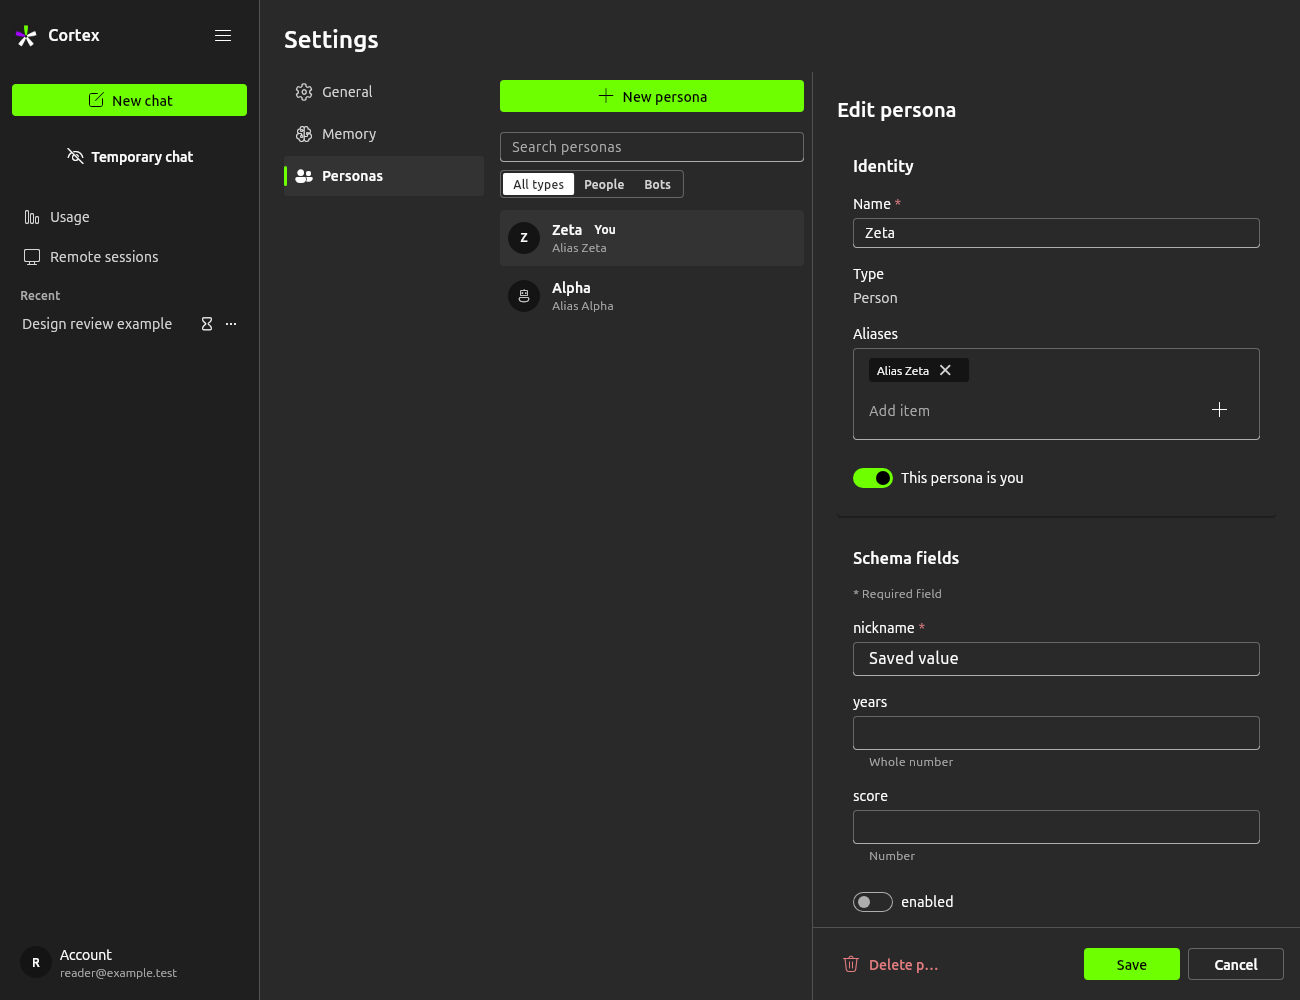 Cortex
New chat
Temporary chat
Usage
Remote sessions
Recent
Design review example
R
Account
reader@example.test
Settings
General
Memory
Personas
New persona
Search personas
All types
People
Bots
Z
Zeta You
Alias Zeta
Alpha
Alias Alpha
Edit persona
Identity
Name *
Zeta
Type
Person
Aliases
Alias Zeta
Add item
This persona is you
Schema fields
* Required field
nickname *
Saved value
years
Whole number
score
Number
enabled
Delete p...
Save
Cancel